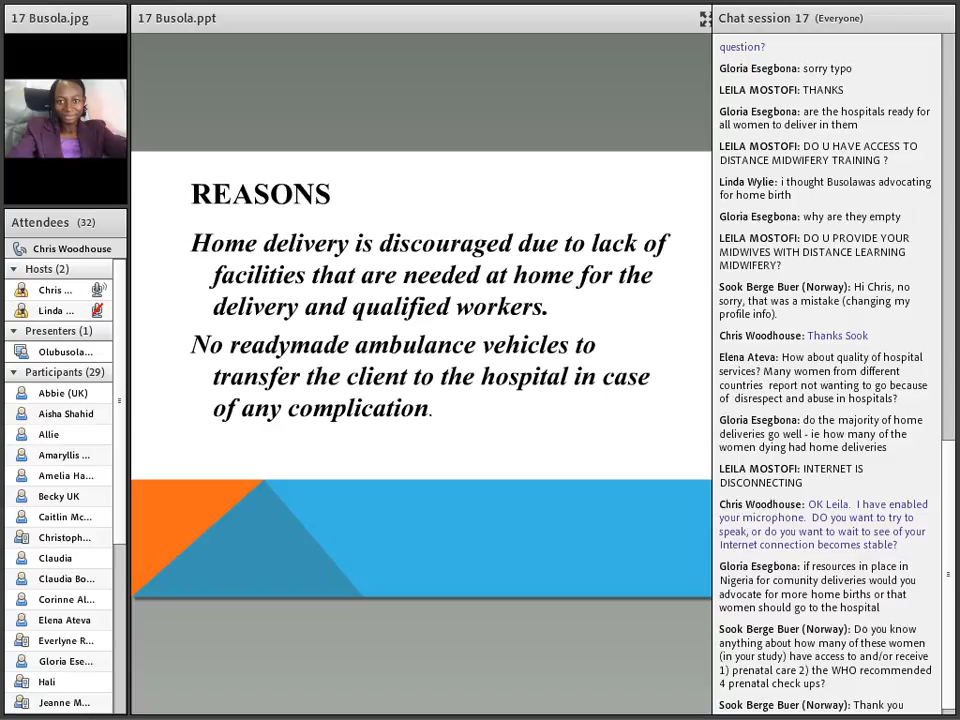 17 Busola.jpg
Attendees (32)
Chris Woodhouse
Hosts (2)
Chris ...
Linda ...
Presenters (1)
Olubusola...
Participants (29)
Abbie (UK)
Aisha Shahid
Allie
Amaryllis ...
Amelia Ha...
Becky UK
Caitlin Mc...
Christoph...
Claudia
Claudia Bo...
Corinne Al...
Elena Ateva
Everlyne R...
Gloria Ese...
Hali
Jeanne M...
17 Busola.ppt
REASONS
Home delivery is discouraged due to lack of
facilities that are needed at home for the
delivery and qualified workers.
No readymade ambulance vehicles to
transfer the client to the hospital in case
of any complication.
Chat session 17 (Everyone)
question?
Gloria Esegbona: sorry typo
LEILA MOSTOFI: THANKS
Gloria Esegbona: are the hospitals ready for
all women to deliver in them
LEILA MOSTOFI: DO U HAVE ACCESS TO
DISTANCE MIDWIFERY TRAINING ?
Linda Wylie: i thought Busolawas advocating
for home birth
Gloria Esegbona: why are they empty
LEILA MOSTOFI: DO U PROVIDE YOUR
MIDWIVES WITH DISTANCE LEARNING
MIDWIFERY?
Sook Berge Buer (Norway): Hi Chris, no
sorry, that was a mistake (changing my
profile info).
Chris Woodhouse: Thanks Sook
Elena Ateva: How about quality of hospital
services? Many women from different
countries report not wanting to go because
of disrespect and abuse in hospitals?
Gloria Esegbona: do the majority of home
deliveries go well - ie how many of the
women dying had home deliveries
LEILA MOSTOFI: INTERNET IS
DISCONNECTING
Chris Woodhouse: OK Leila. I have enabled
your microphone. DO you want to try to
speak, or do you want to wait to see of your
Internet connection becomes stable?
Gloria Esegbona: if resources in place in
Nigeria for comunity deliveries would you
advocate for more home births or that
women should go to the hospital
Sook Berge Buer (Norway): Do you know
anything about how many of these women
(in your study) have access to and/or receive
1) prenatal care 2) the WHO recommended
4 prenatal check ups?
Sook Berge Buer (Norway): Thank you